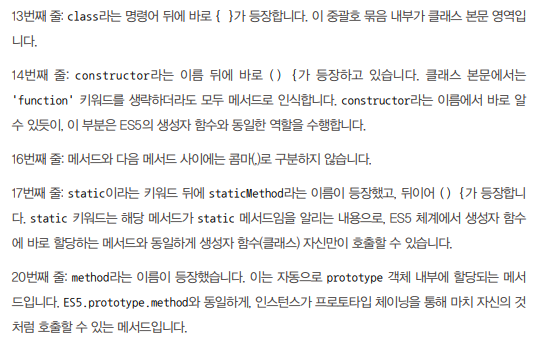 13번째 줄: class라는 명령어 뒤에 바로 { }가 등장합니다. 이 중괄호 묶음 내부가 클래스 본문 영역입
니다.
14번째 줄: constructor라는 이름 뒤에 바로 () {가 등장하고 있습니다. 클래스 본문에서는
'function' 키워드를 생략하더라도 모두 메서드로 인식합니다. constructor라는 이름에서 바로 알
수 있듯이, 이 부분은 ES5의 생성자 함수와 동일한 역할을 수행합니다.
16번째 줄: 메서드와 다음 메서드 사이에는 콤마(,)로 구분하지 않습니다.
17번째 줄: static이라는 키워드 뒤에 staticMethod라는 이름이 등장했고, 뒤이어 () {가 등장합니
다. static 키워드는 해당 메서드가 static 메서드임을 알리는 내용으로, ES5 체계에서 생성자 함수
에 바로 할당하는 메서드와 동일하게 생성자 함수(클래스) 자신만이 호출할 수 있습니다.
20번째 줄: method라는 이름이 등장했습니다. 이는 자동으로 prototype 객체 내부에 할당되는 메서
드입니다. ES5.prototype.method와 동일하게, 인스턴스가 프로토타입 체이닝을 통해 마치 자신의 것
처럼 호출할 수 있는 메서드입니다.